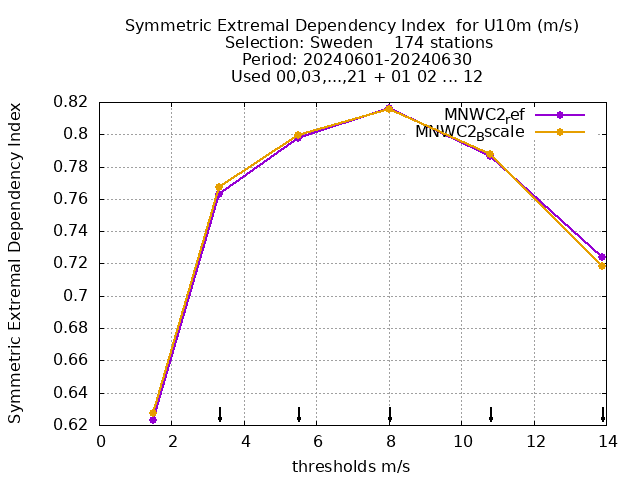 Symmetric Extremal Dependency Index  for U10m (m/s)
Selection: Sweden    174 stations
Period: 20240601-20240630
Used 00,03,...,21 + 01 02 ... 12
Symmetric Extremal Dependency Index
0.82
0.8
0.78
0.76
0.74
0.72
0.7
0.68
0.66
0.64
0.62
MNWC2ref
MNWC2Bscale
0 2 4 6 8 10 12 14
thresholds m/s